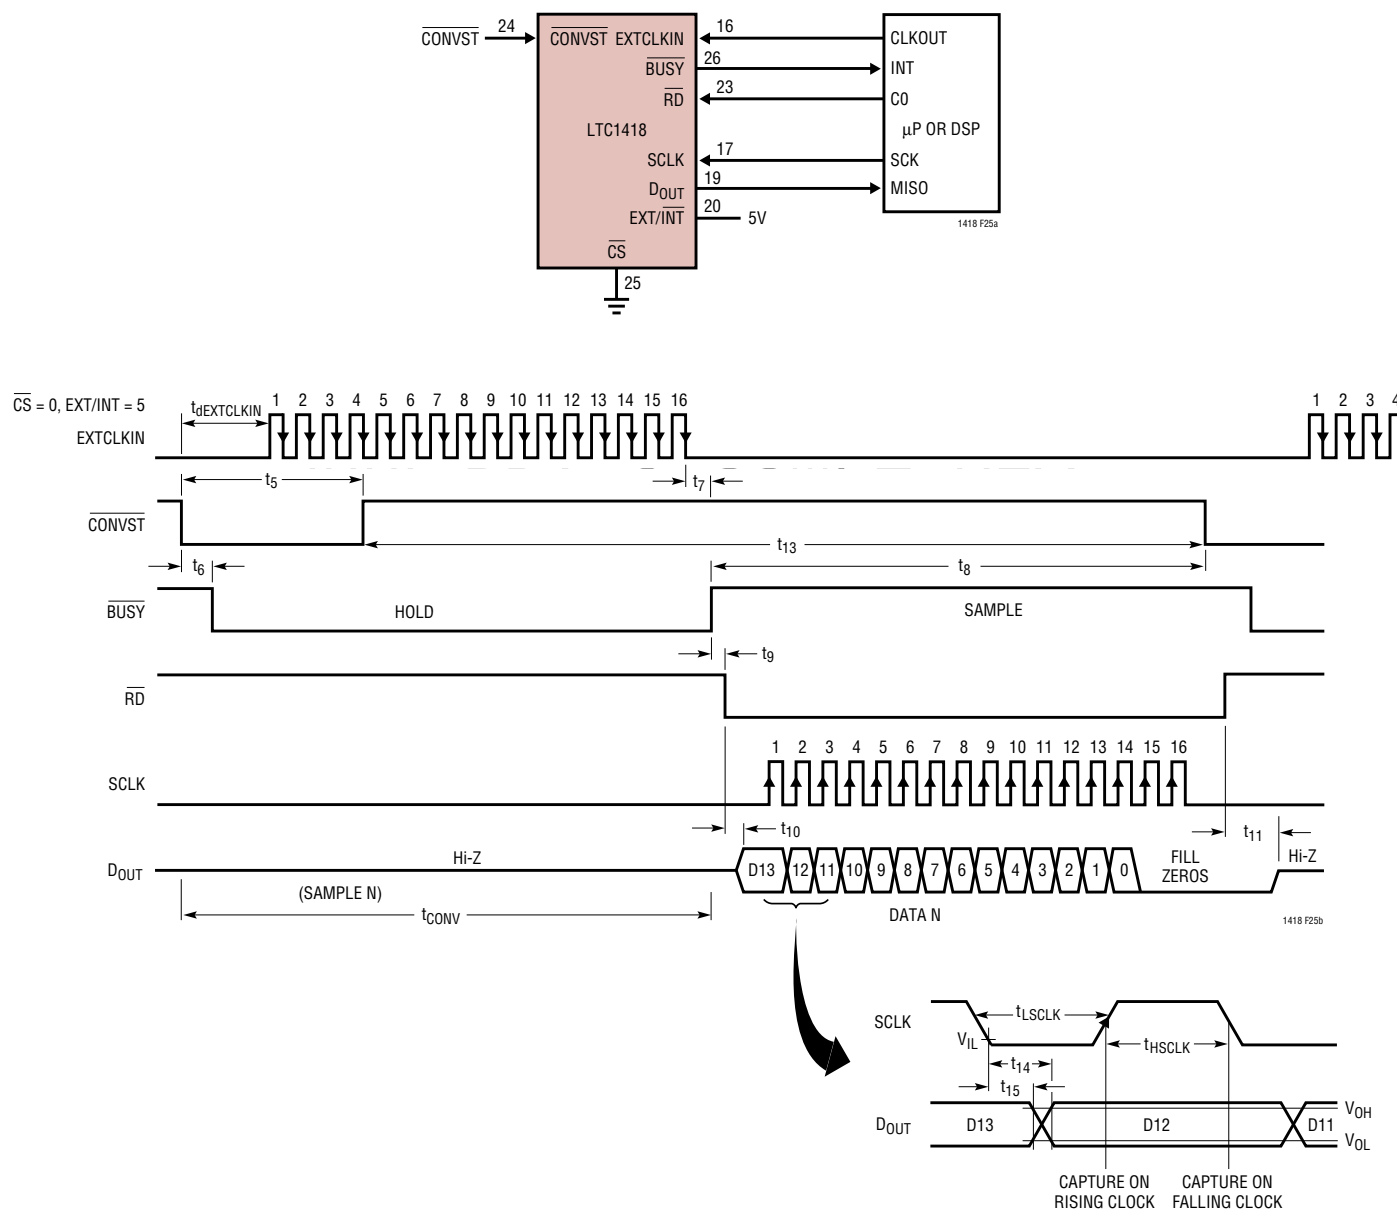 CONVST 24 CONVST EXTCLKIN 16 CLKOUT
BUSY 26 INT
RD 23 C0
LTC1418 µP OR DSP
SCLK 17 SCK
DOUT 19 MISO
EXT/INT 20 5V
1418 F25a
CS
25
CS = 0, EXT/INT = 5
tdEXTCLKIN 1 2 3 4 5 6 7 8 9 10 11 12 13 14 15 16 1 2 3 4
EXTCLKIN
t5 t7
CONVST
t13
t6 t8
BUSY HOLD SAMPLE
t9
RD
1 2 3 4 5 6 7 8 9 10 11 12 13 14 15 16
SCLK
t10 t11
DOUT Hi-Z D13 12 11 10 9 8 7 6 5 4 3 2 1 0 FILL ZEROS Hi-Z
(SAMPLE N)
tCONV DATA N
1418 F25b
SCLK tLSCLK
VIL tHSCLK
t14
t15
VOH
DOUT D13 D12 D11
VOL
CAPTURE ON CAPTURE ON
RISING CLOCK FALLING CLOCK